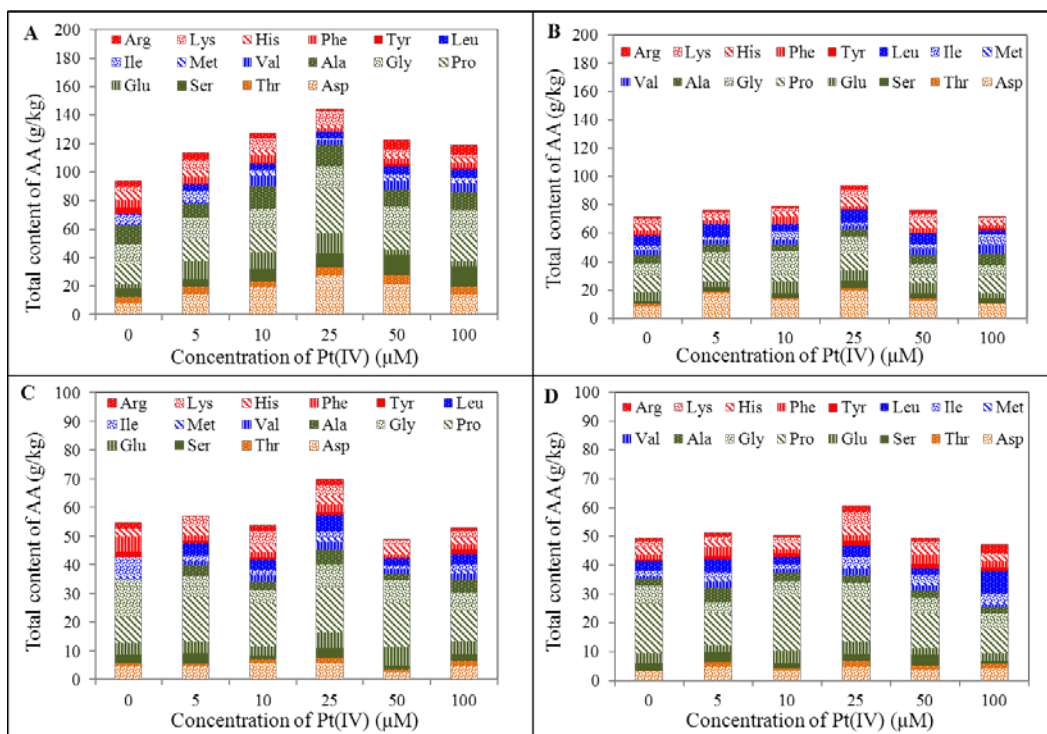 A
Total content of AA (g/kg)
200
180
160
140
120
100
80
60
40
20
0
Arg Lys His Phe Tyr Leu
Ile Met Val Ala Gly Pro
Glu Ser Thr Asp
0 5 10 25 50 100
Concentration of Pt(IV) (µM)
B
Total content of AA (g/kg)
200
180
160
140
120
100
80
60
40
20
0
Arg Lys His Phe Tyr Leu Ile Met
Val Ala Gly Pro Glu Ser Thr Asp
0 5 10 25 50 100
Concentration of Pt(IV) (µM)
C
Total content of AA (g/kg)
100
90
80
70
60
50
40
30
20
10
0
Arg Lys His Phe Tyr Leu
Ile Met Val Ala Gly Pro
Glu Ser Thr Asp
0 5 10 25 50 100
Concentration of Pt(IV) (µM)
D
Total content of AA (g/kg)
100
90
80
70
60
50
40
30
20
10
0
Arg Lys His Phe Tyr Leu Ile Met
Val Ala Gly Pro Glu Ser Thr Asp
0 5 10 25 50 100
Concentration of Pt(IV) (µM)